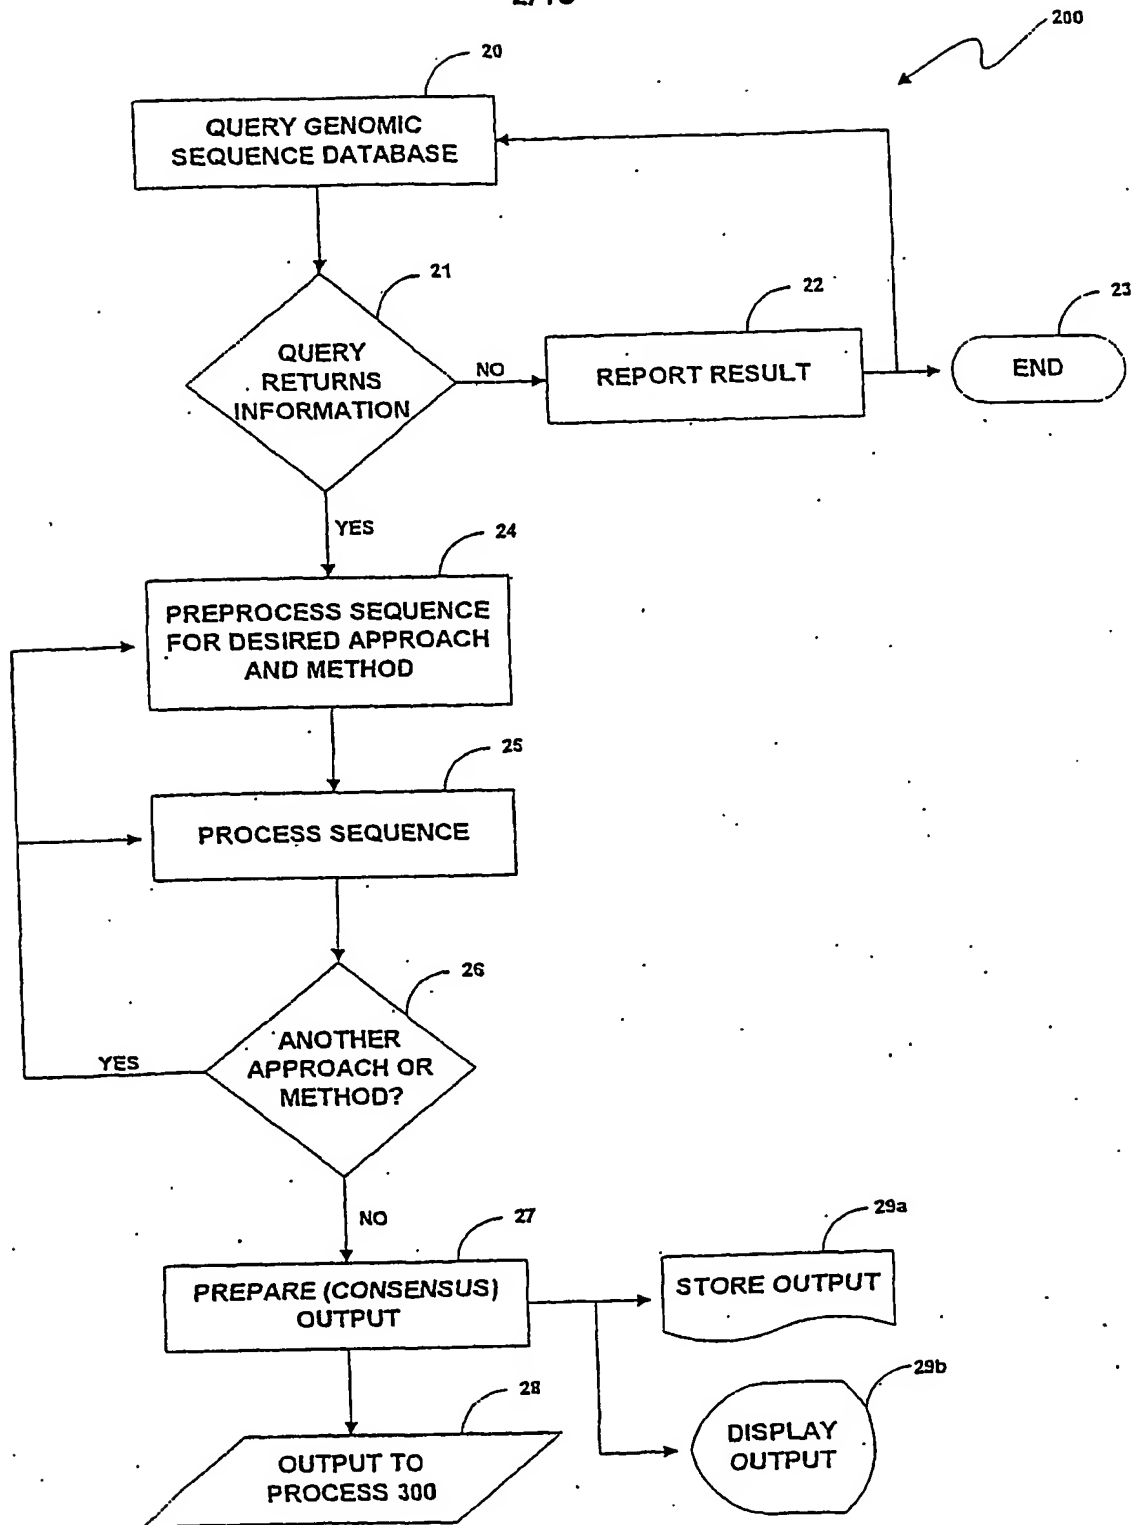 200
20
QUERY GENOMIC
SEQUENCE DATABASE
21
QUERY
RETURNS
INFORMATION
NO
22
REPORT RESULT
23
END
YES
24
PREPROCESS SEQUENCE
FOR DESIRED APPROACH
AND METHOD
25
PROCESS SEQUENCE
26
ANOTHER
APPROACH OR
METHOD?
YES
NO
27
PREPARE (CONSENSUS)
OUTPUT
29a
STORE OUTPUT
28
OUTPUT TO
PROCESS 300
29b
DISPLAY
OUTPUT